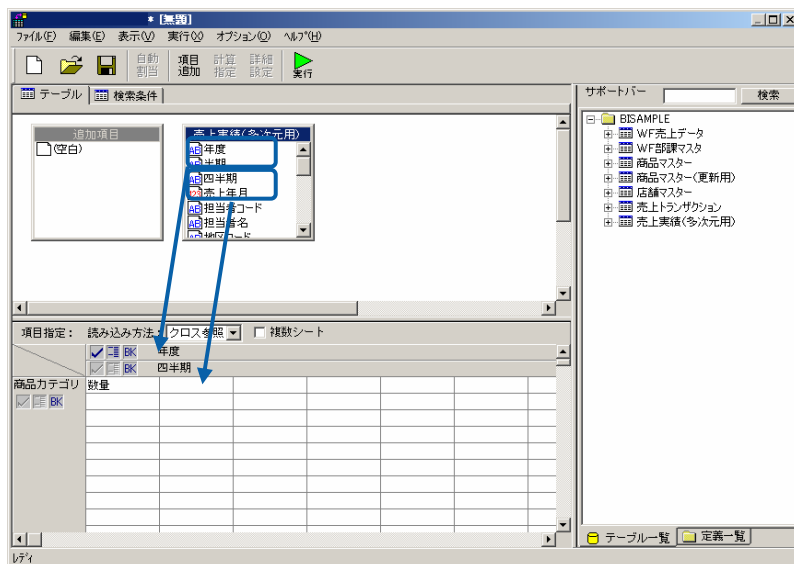 * [無題]
ファイル(F) 編集(E) 表示(V) 実行(X) オプション(O) ヘルプ(H)
自動割当 項目追加 計算指定 詳細設定 実行
テーブル 検索条件
サポートバー 検索
追加項目
(空白)
売上実績(多次元用)
年度
半期
四半期
売上年月
担当者コード
担当者名
地区コード
BISAMPLE
WF売上データ
WF部課マスタ
商品マスター
商品マスター(更新用)
店舗マスター
売上トランザクション
売上実績(多次元用)
項目指定: 読み込み方法: クロス参照 複数シート
BK 年度
BK 四半期
商品カテゴリ 数量
BK
テーブル一覧 定義一覧
レディ